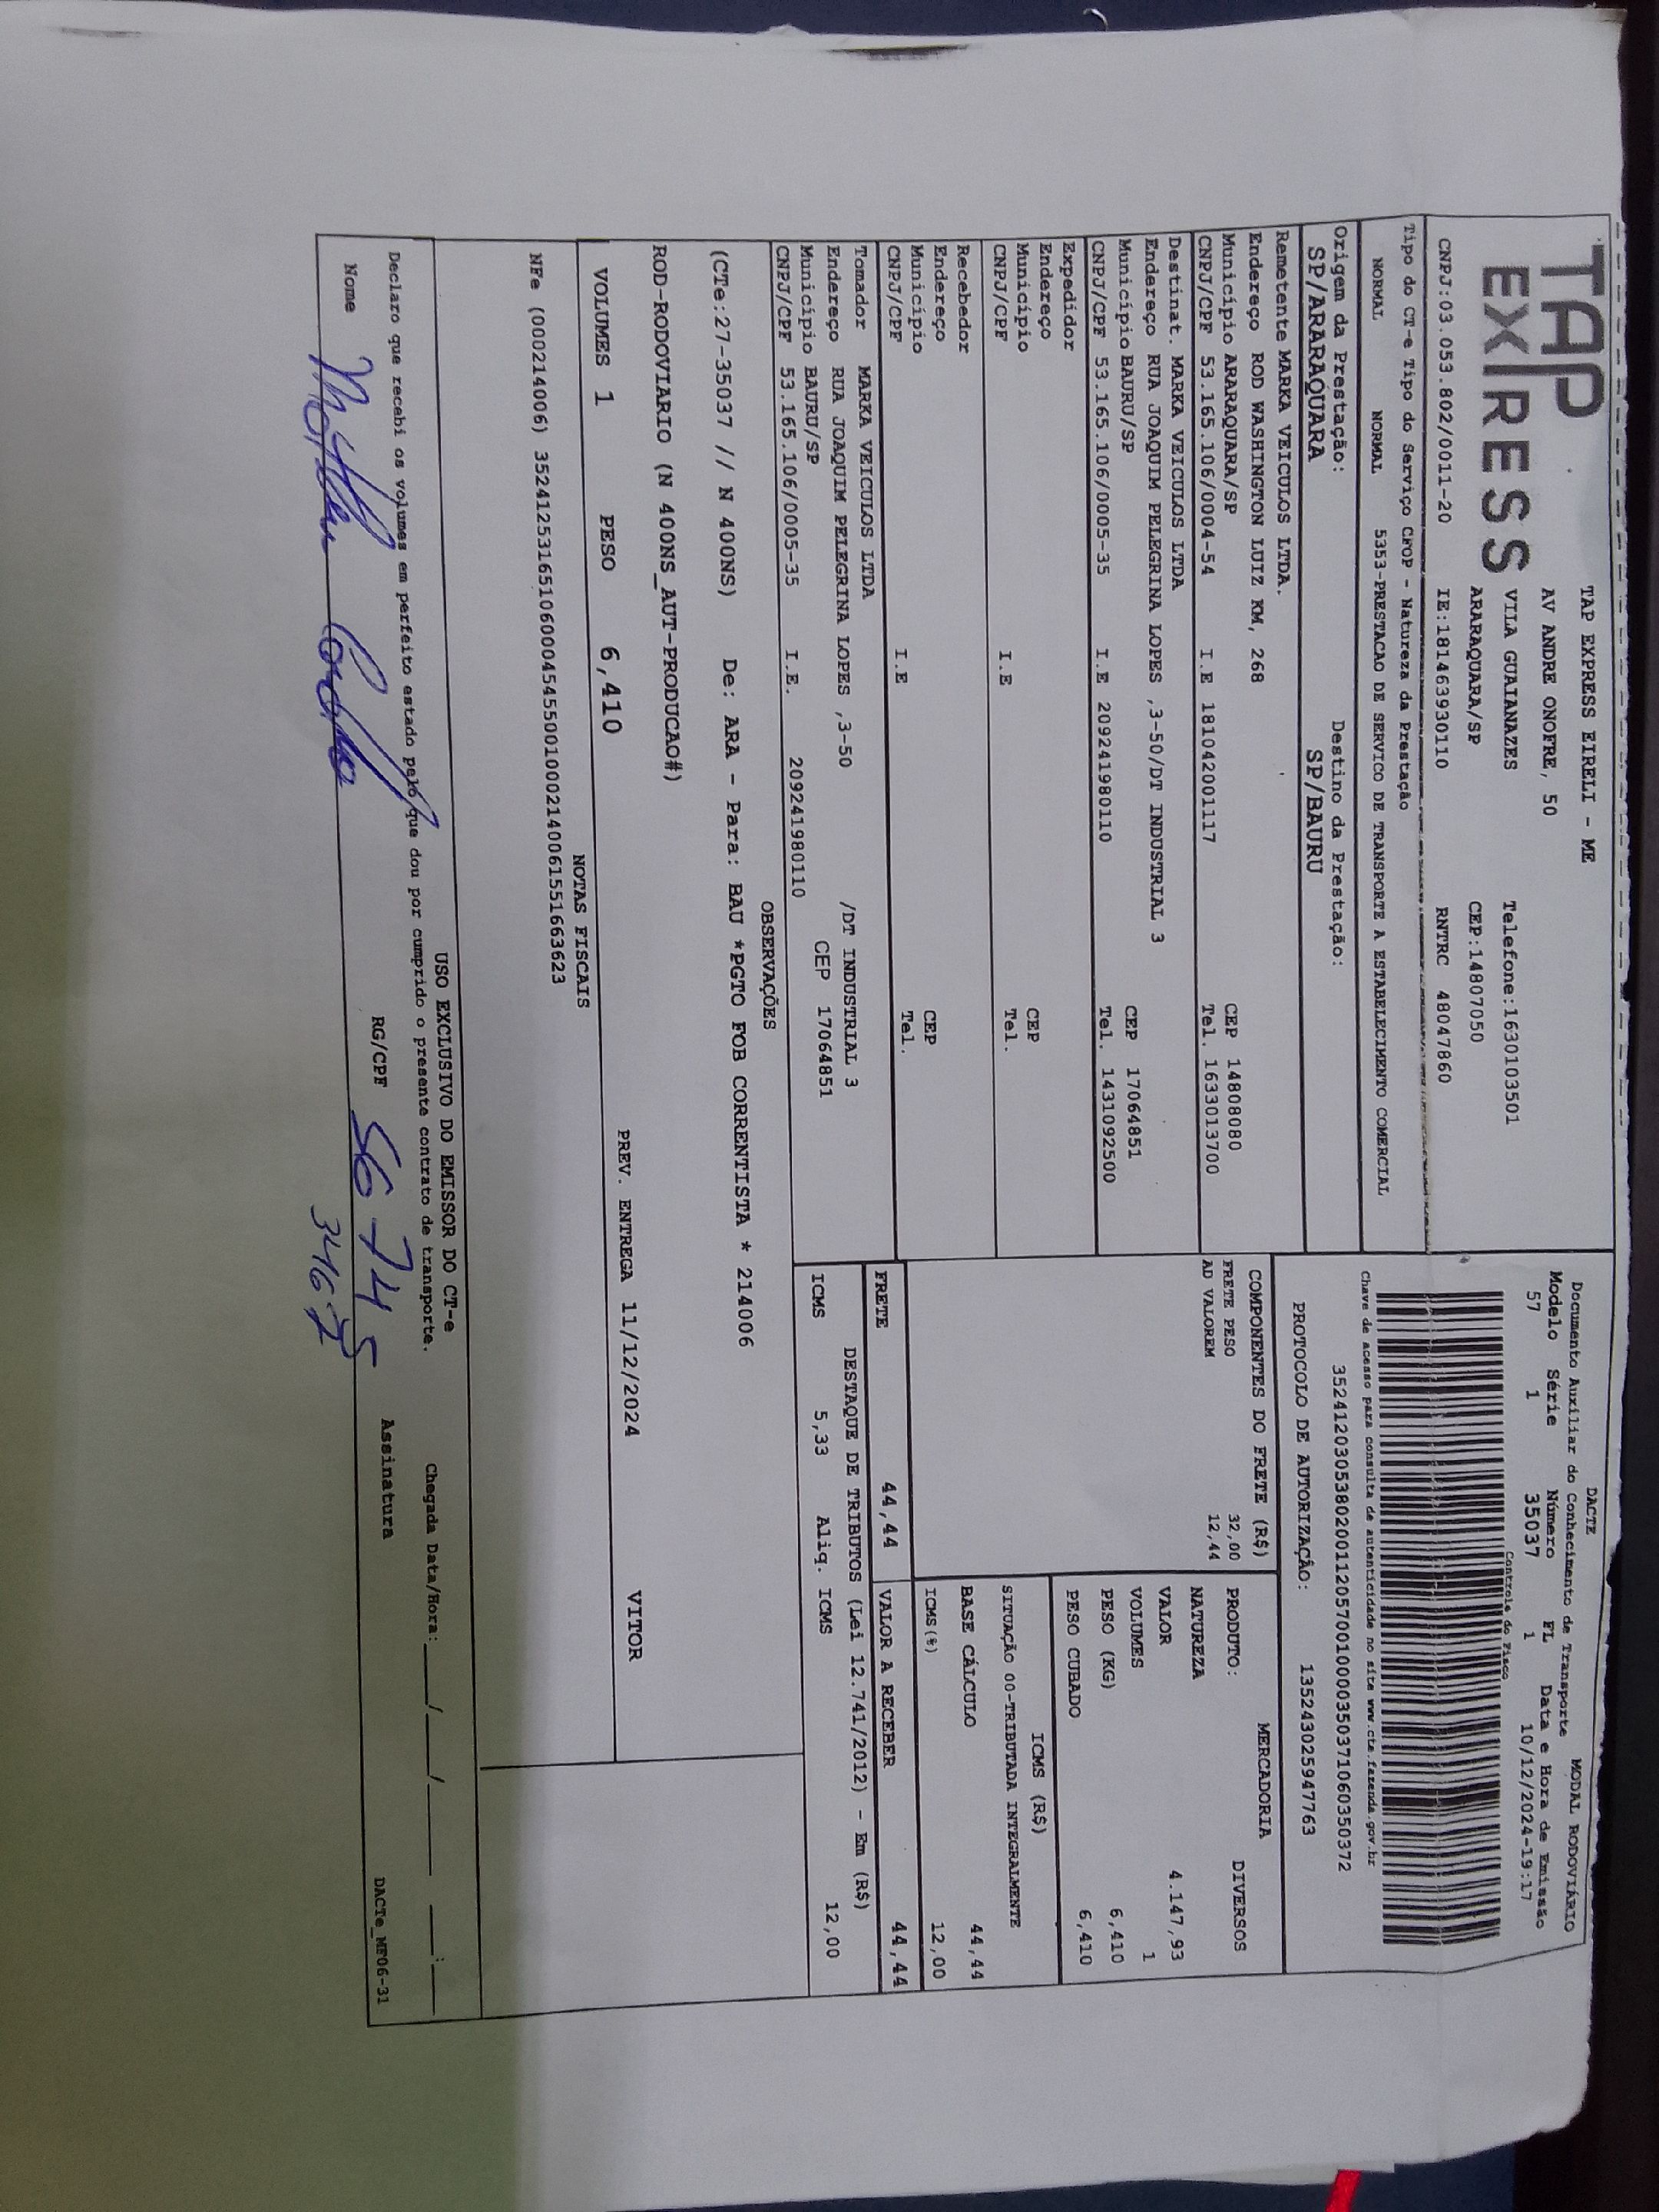 TAP
EXPRESS
TAP EXPRESS EIRELI - ME
AV ANDRE ONOFRE, 50
VILA GUAIANAZES Telefone:1630103501
ARARAQUARA/SP CEP:14807050
CNPJ:03.053.802/0011-20 IE:181463930110 RNTRC 48047860
DACTE
Documento Auxiliar do Conhecimento de Transporte MODAL RODOVIÁRIO
Modelo Série Número FL Data e Hora de Emissão
57 1 35037 1 10/12/2024-19:17
Controle do Fisco
Chave de acesso para consulta de autenticidade no site www.cte.fazenda.gov.br
35241203053802001120570010000350371060350372
PROTOCOLO DE AUTORIZAÇÃO: 135243025947763
Tipo do CT-e Tipo do Serviço CFOP - Natureza da Prestação
NORMAL NORMAL 5353-PRESTACAO DE SERVICO DE TRANSPORTE A ESTABELECIMENTO COMERCIAL
Origem da Prestação: Destino da Prestação:
SP/ARARAQUARA SP/BAURU
Remetente MARKA VEICULOS LTDA.
Endereço ROD WASHINGTON LUIZ KM, 268
Município ARARAQUARA/SP CEP 14808080
CNPJ/CPF 53.165.106/0004-54 I.E 181042001117 Tel. 1633013700
Destinat. MARKA VEICULOS LTDA
Endereço RUA JOAQUIM PELEGRINA LOPES ,3-50/DT INDUSTRIAL 3
Município BAURU/SP CEP 17064851
CNPJ/CPF 53.165.106/0005-35 I.E 209241980110 Tel. 1431092500
Expedidor
Endereço
Município CEP
CNPJ/CPF I.E Tel.
Recebedor
Endereço
Município CEP
CNPJ/CPF I.E Tel.
Tomador MARKA VEICULOS LTDA
Endereço RUA JOAQUIM PELEGRINA LOPES ,3-50 /DT INDUSTRIAL 3
Município BAURU/SP CEP 17064851
CNPJ/CPF 53.165.106/0005-35 I.E. 209241980110
COMPONENTES DO FRETE (R$)
FRETE PESO 32,00
AD VALOREM 12,44
MERCADORIA
PRODUTO: DIVERSOS
NATUREZA
VALOR 4.147,93
VOLUMES 1
PESO (KG) 6,410
PESO CUBADO 6,410
ICMS (R$)
SITUAÇÃO 00-TRIBUTADA INTEGRALMENTE
BASE CÁLCULO 44,44
ICMS(%) 12,00
FRETE 44,44 VALOR A RECEBER 44,44
DESTAQUE DE TRIBUTOS (Lei 12.741/2012) - Em (R$)
ICMS 5,33 Aliq. ICMS 12,00
OBSERVAÇÕES
(CTe:27-35037 // N 400NS) De: ARA - Para: BAU *PGTO FOB CORRENTISTA * 214006
ROD-RODOVIARIO (N 400NS_AUT-PRODUCAO#)
VOLUMES 1 PESO 6,410 PREV. ENTREGA 11/12/2024 VITOR
NOTAS FISCAIS
NFe (000214006) 35241253165106000454550010002140061551663623
USO EXCLUSIVO DO EMISSOR DO CT-e
Declaro que recebi os volumes em perfeito estado pelo que dou por cumprido o presente contrato de transporte. Chegada Data/Hora: ____/____/______ ____:____
Nome RG/CPF 56 745 Assinatura
DACTe_MF06-31